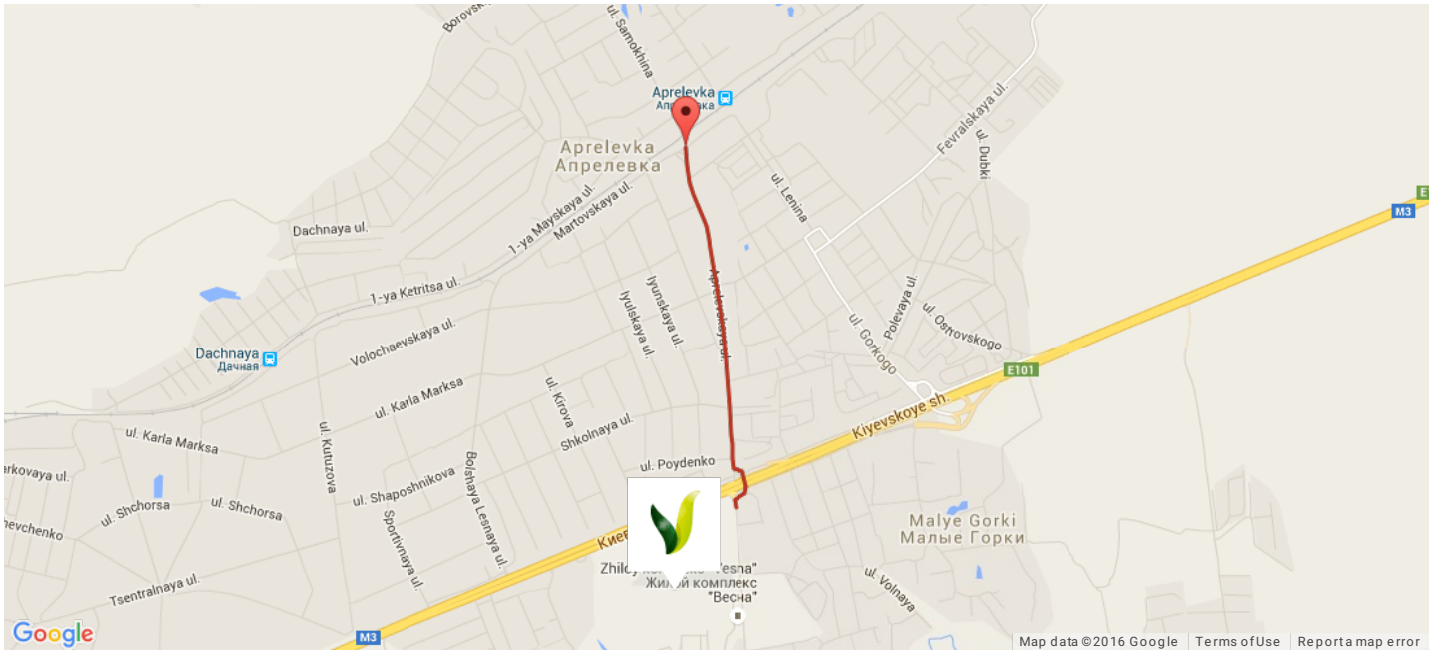 Borovsk
ul. Samokhina
Aprelevka
Fevralskaya ul.
ul. Dubki
Aprelevka
Апрелевка
ul. Lenina
1-ya Mayskaya ul.
Martovskaya ul.
E
M3
Dachnaya ul.
1-ya Ketritsa ul.
Iyunskaya ul.
Iyulskaya ul.
Aprelevskaya ul.
Polevaya ul.
ul. Ostrovskogo
ul. Gorkogo
Volochaevskaya ul.
Dachnaya
Дачная
E101
ul. Karla Marksa
ul. Kirova
Kiyevskoye sh.
Shkolnaya ul.
ul. Karla Marksa
ul. Kutuzova
arkovaya ul.
ul. Poydenko
ul. Shaposhnikova
Bolshaya Lesnaya ul.
ul. Shchorsa
ul. Shchorsa
hevchenko
Sportivnaya ul.
Malye Gorki
Малые Горки
Киев
Zhiloy
Vesna"
Жилой комплекс
"Весна"
Tsentralnaya ul.
ul. Volnaya
M3
Google
Map data ©2016 Google
Terms of Use
Report a map error